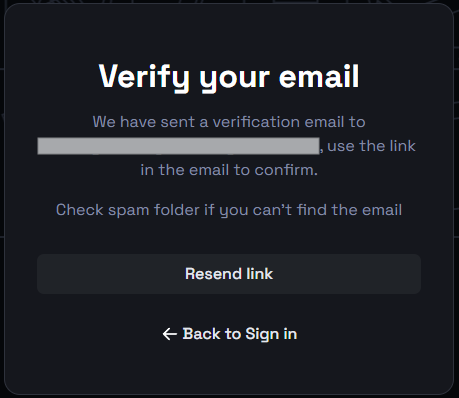 Verify your email
We have sent a verification email to
, use the link
in the email to confirm.
Check spam folder if you can't find the email
Resend link
← Back to Sign in